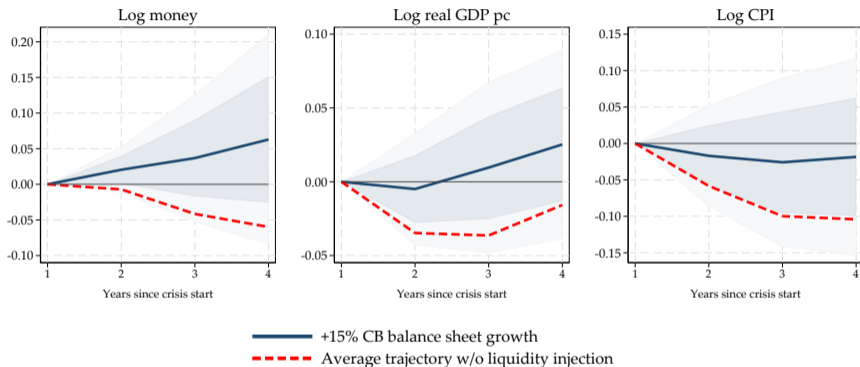 Log money
0.20
0.15
0.10
0.05
0.00
-0.05
-0.10
1 2 3 4
Years since crisis start
Log real GDP pc
0.10
0.05
0.00
-0.05
1 2 3 4
Years since crisis start
Log CPI
0.15
0.10
0.05
0.00
-0.05
-0.10
-0.15
1 2 3 4
Years since crisis start
+15% CB balance sheet growth
Average trajectory w/o liquidity injection